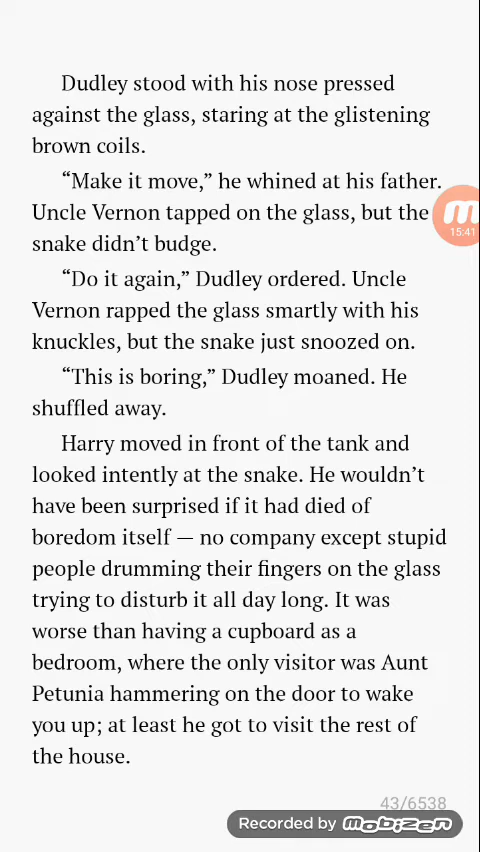 Dudley stood with his nose pressed
against the glass, staring at the glistening
brown coils.
“Make it move,” he whined at his father.
Uncle Vernon tapped on the glass, but the
snake didn’t budge.
“Do it again,” Dudley ordered. Uncle
Vernon rapped the glass smartly with his
knuckles, but the snake just snoozed on.
“This is boring,” Dudley moaned. He
shuffled away.
Harry moved in front of the tank and
looked intently at the snake. He wouldn’t
have been surprised if it had died of
boredom itself — no company except stupid
people drumming their fingers on the glass
trying to disturb it all day long. It was
worse than having a cupboard as a
bedroom, where the only visitor was Aunt
Petunia hammering on the door to wake
you up; at least he got to visit the rest of
the house.
m
15:41
43/6538
Recorded by mobizen